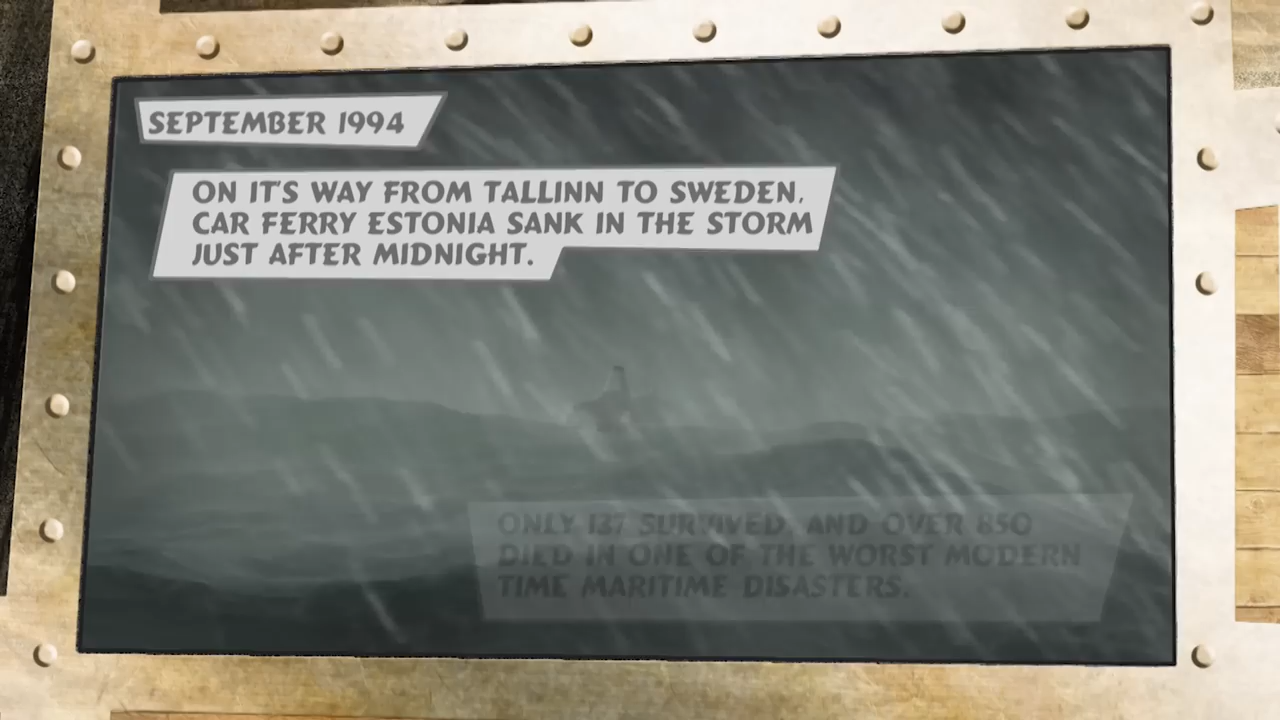 SEPTEMBER 1994
ON IT'S WAY FROM TALLINN TO SWEDEN,
CAR FERRY ESTONIA SANK IN THE STORM
JUST AFTER MIDNIGHT.
ONLY 137 SURVIVED, AND OVER 850
DIED IN ONE OF THE WORST MODERN
TIME MARITIME DISASTERS.